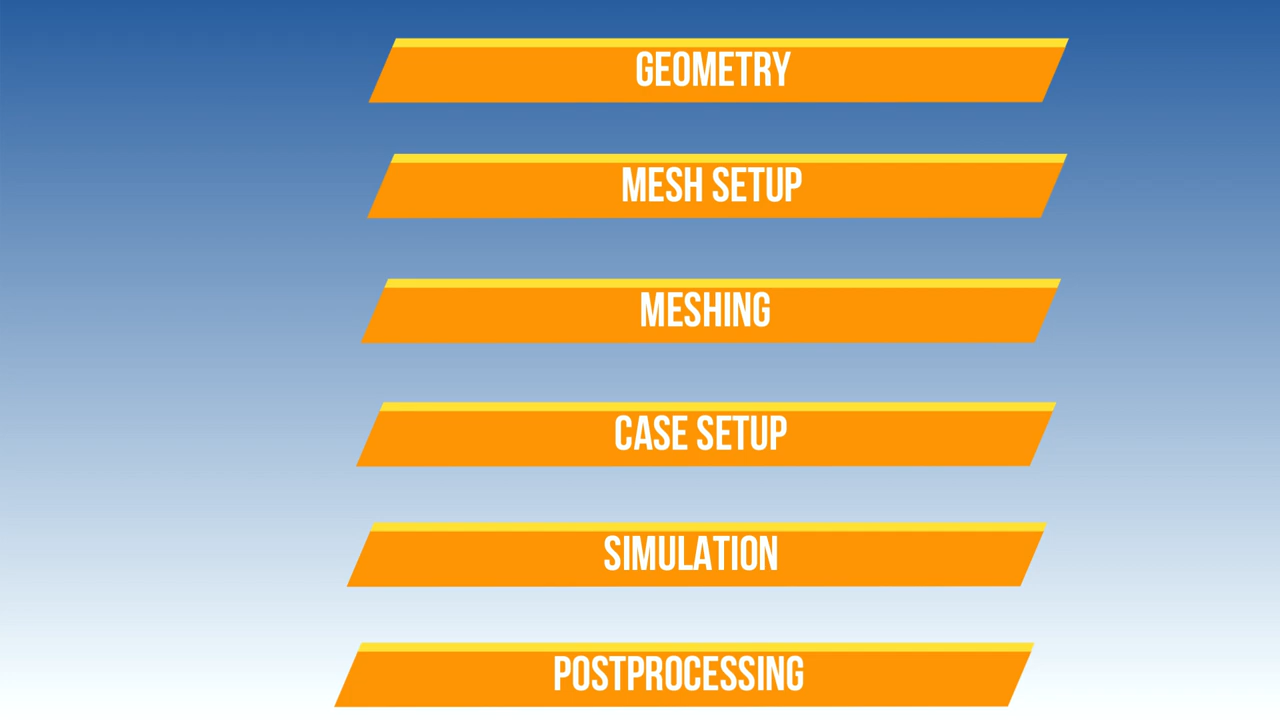 GEOMETRY
MESH SETUP
MESHING
CASE SETUP
SIMULATION
POSTPROCESSING